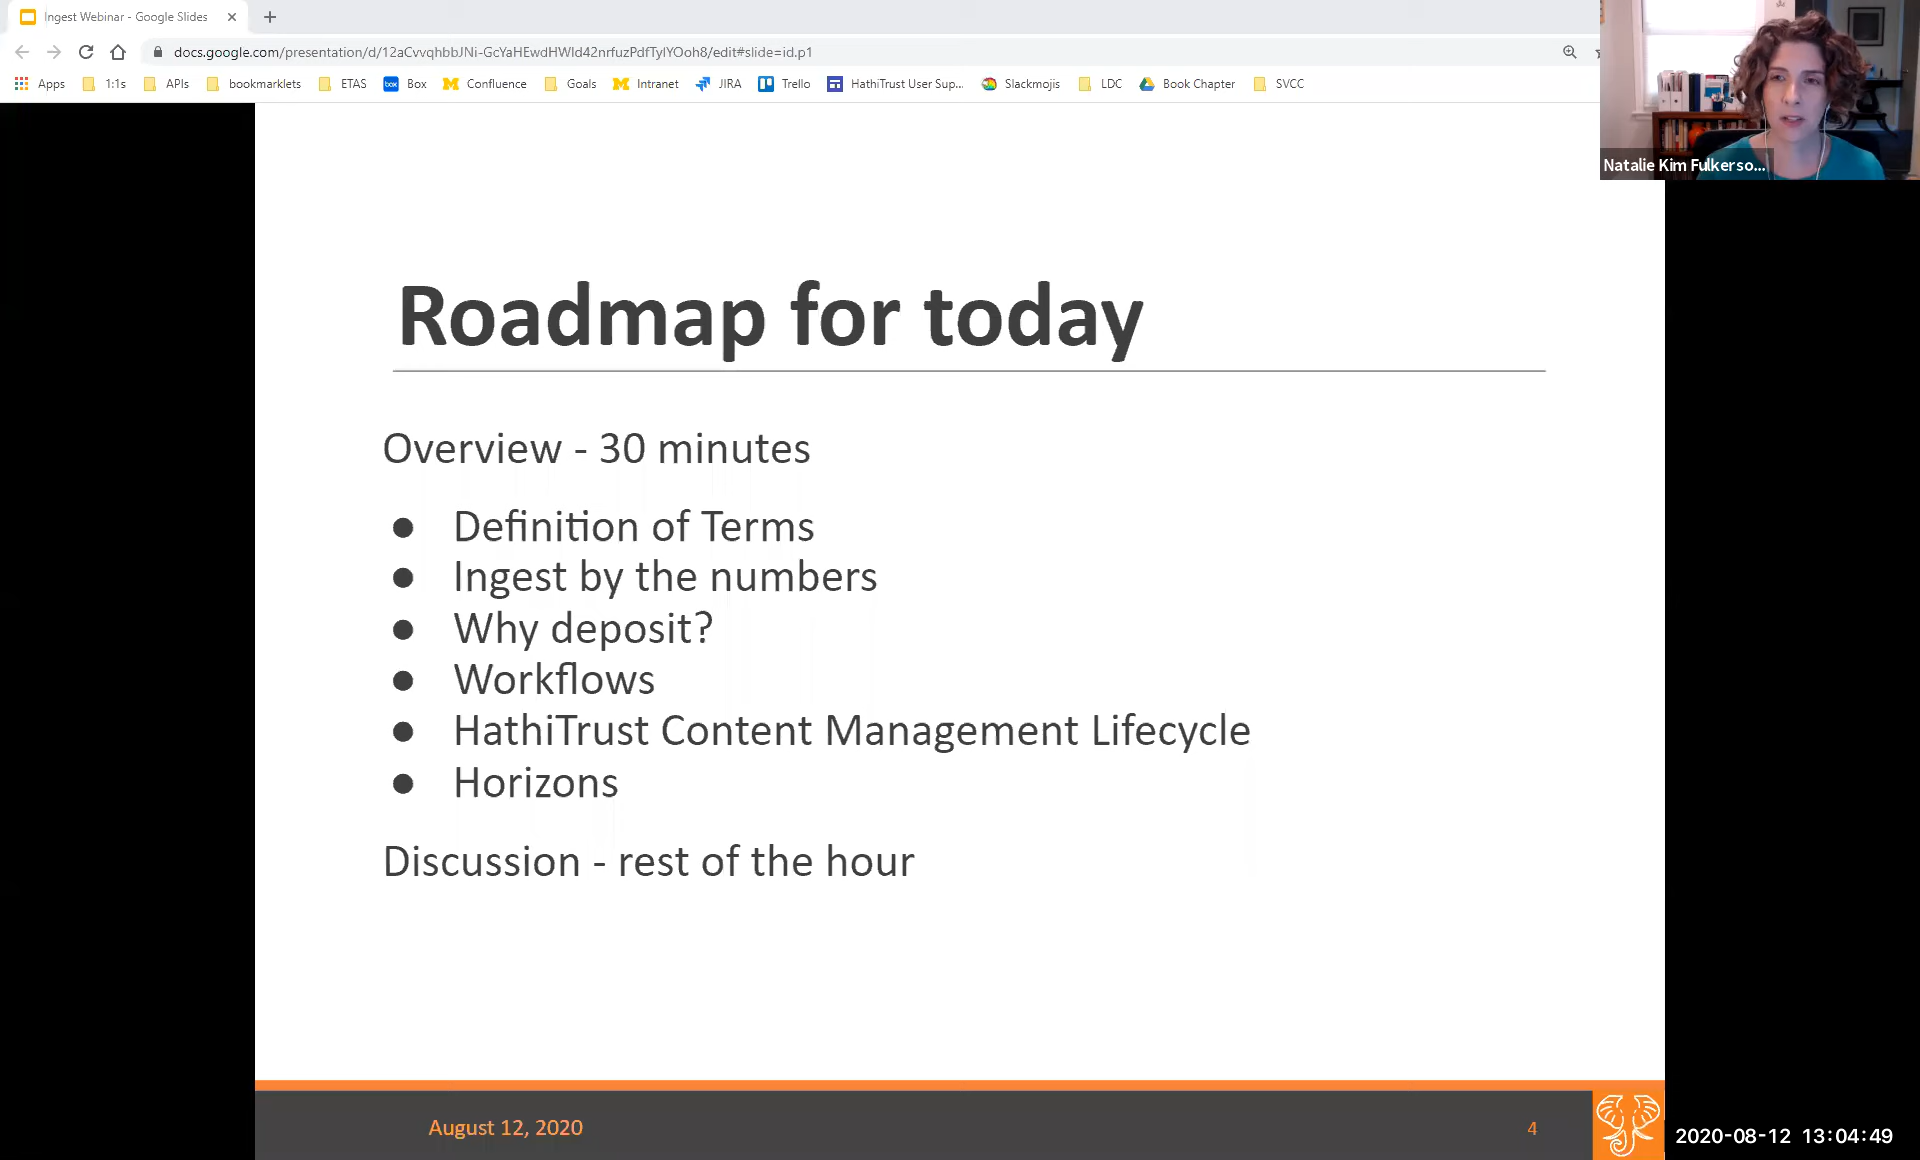 Ingest Webinar - Google Slides
docs.google.com/presentation/d/12aCvvqhbbJNi-GcYaHEwdHWld42nrfuzPdfTylYOoh8/edit#slide=id.p1
Apps 1:1s APIs bookmarklets ETAS box Box Confluence Goals Intranet JIRA Trello HathiTrust User Sup... Slackmojis LDC Book Chapter SVCC
Natalie Kim Fulkerso...
Roadmap for today
Overview - 30 minutes
● Definition of Terms
● Ingest by the numbers
● Why deposit?
● Workflows
● HathiTrust Content Management Lifecycle
● Horizons
Discussion - rest of the hour
August 12, 2020
4
2020-08-12 13:04:49